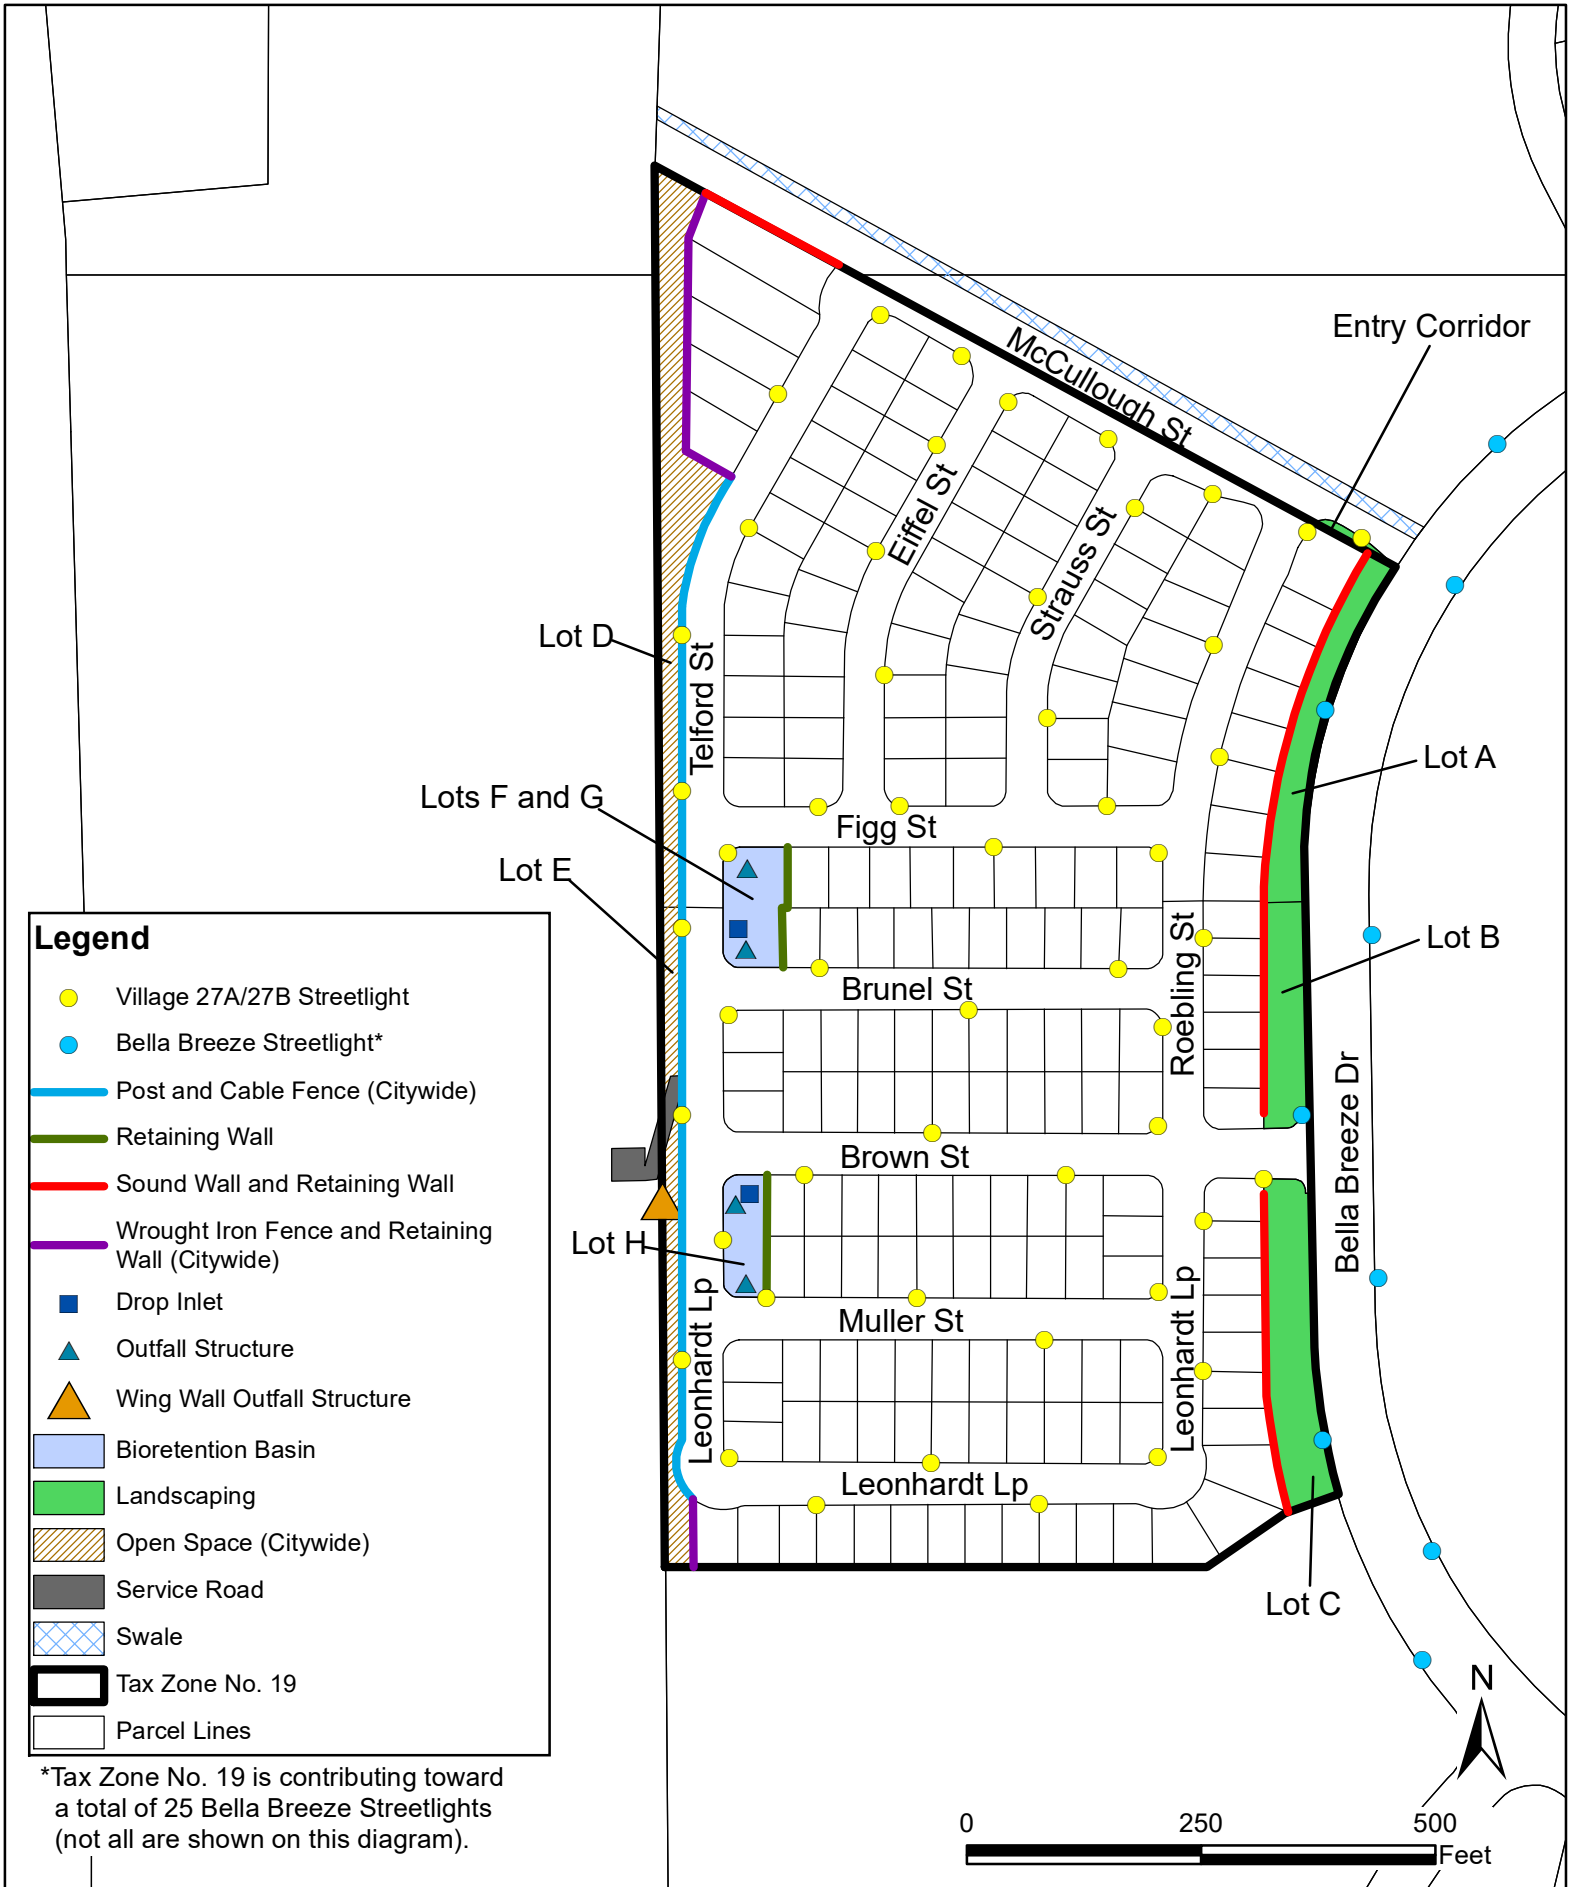 Entry Corridor
McCullough St
Eiffel St
Strauss St
Lot D
Telford St
Lot A
Lots F and G
Figg St
Lot E
Lot B
Roebling St
Brunel St
Bella Breeze Dr
Brown St
Lot H
Leonhardt Lp
Leonhardt Lp
Muller St
Leonhardt Lp
Lot C
Legend
Village 27A/27B Streetlight
Bella Breeze Streetlight*
Post and Cable Fence (Citywide)
Retaining Wall
Sound Wall and Retaining Wall
Wrought Iron Fence and Retaining
Wall (Citywide)
Drop Inlet
Outfall Structure
Wing Wall Outfall Structure
Bioretention Basin
Landscaping
Open Space (Citywide)
Service Road
Swale
Tax Zone No. 19
Parcel Lines
*Tax Zone No. 19 is contributing toward
a total of 25 Bella Breeze Streetlights
(not all are shown on this diagram).
N
0 250 500
Feet